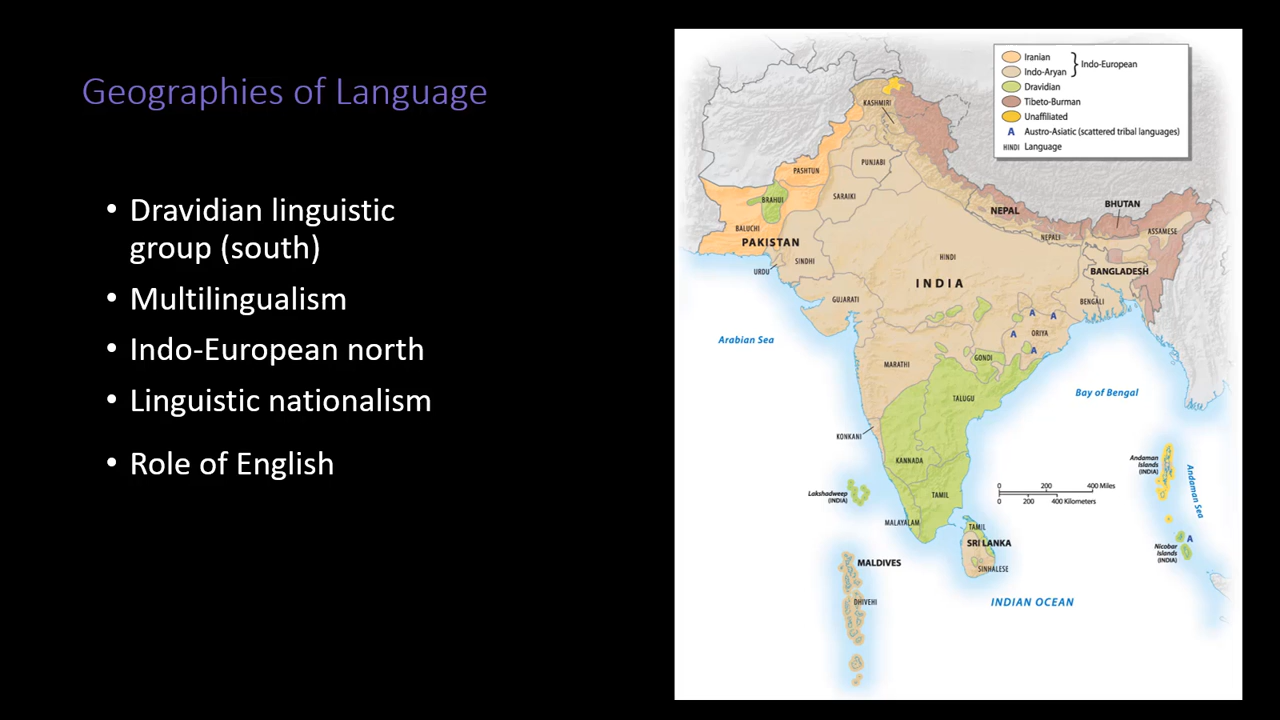 Geographies of Language
• Dravidian linguistic
group (south)
• Multilingualism
• Indo-European north
• Linguistic nationalism
• Role of English
Iranian
Indo-Aryan
Indo-European
Dravidian
Tibeto-Burman
Unaffiliated
A Austro-Asiatic (scattered tribal languages)
HINDI Language
KASHMIRI
PUNJABI
PASHTUN
SARAIKI
BRAHUI
BALUCHI
PAKISTAN
URDU
SINDHI
NEPAL
NEPALI
BHUTAN
ASSAMESE
HINDI
INDIA
BANGLADESH
BENGALI
GUJARATI
A
A
A
ORIYA
A
Arabian Sea
MARATHI
GONDI
TALUGU
Bay of Bengal
KONKANI
KANNADA
Lakshadweep
(INDIA)
TAMIL
MALAYALAM
TAMIL
SRI LANKA
SINHALESE
0 200 400 Miles
0 200 400 Kilometers
Andaman
Islands
(INDIA)
Andaman Sea
A
Nicobar
Islands
(INDIA)
MALDIVES
DHIVEHI
INDIAN OCEAN